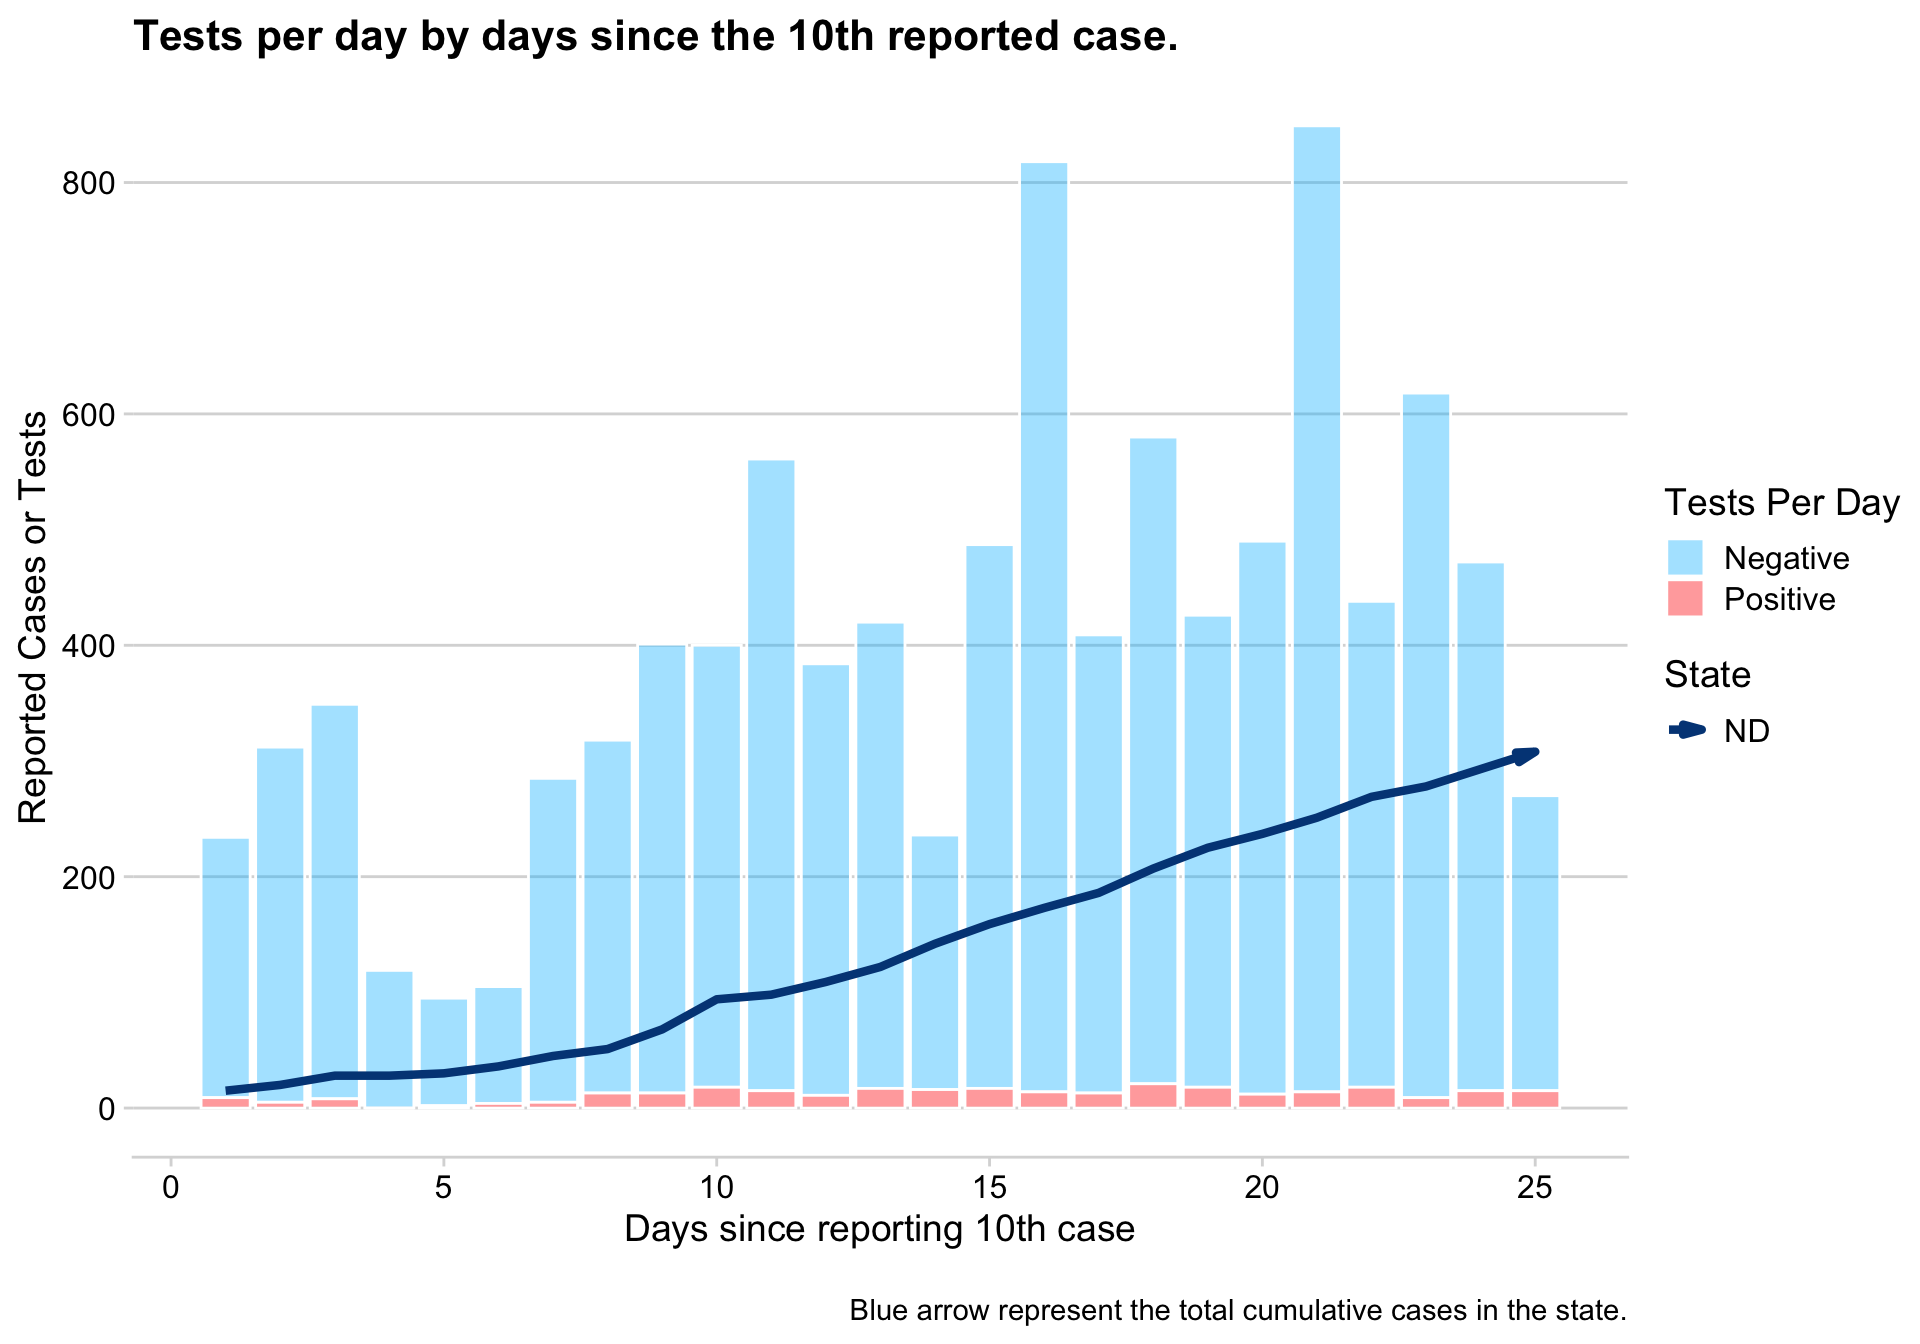 Tests per day by days since the 10th reported case.
Reported Cases or Tests
800
600
400
200
0
0 5 10 15 20 25
Days since reporting 10th case
Tests Per Day
Negative
Positive
State
ND
Blue arrow represent the total cumulative cases in the state.